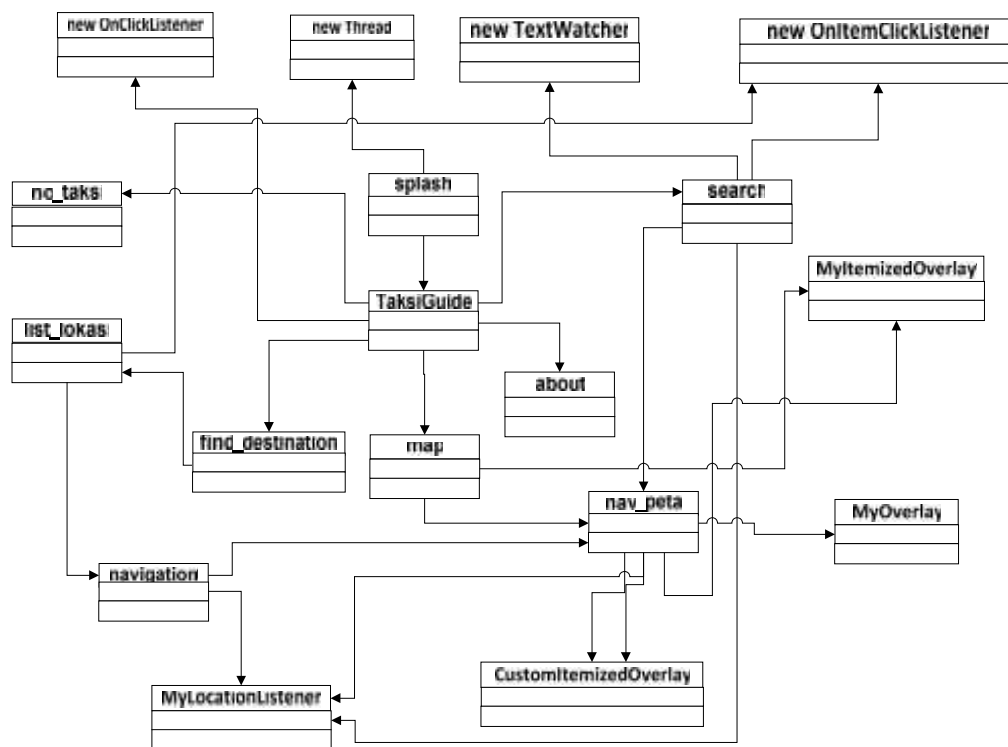 new OnClickListener
new Thread
new TextWatcher
new OnItemClickListener
no_taksi
splash
search
MyItemizedOverlay
TaksiGuide
list_lokasi
about
find_destination
map
nav_peta
MyOverlay
navigation
CustomItemizedOverlay
MyLocationListener